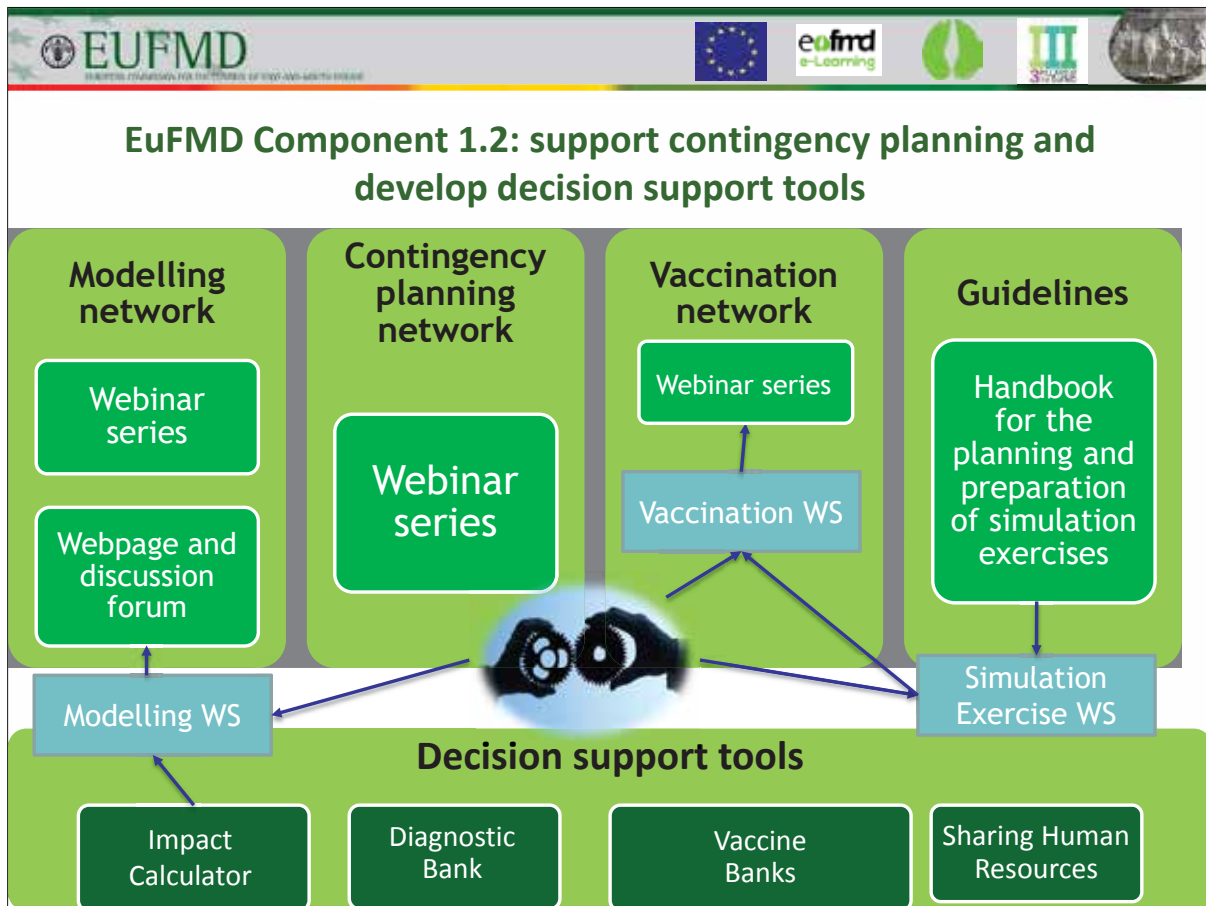 EUFMD
eofmd
e-Learning
EuFMD Component 1.2: support contingency planning and
develop decision support tools
Modelling
network
Webinar
series
Webpage and
discussion
forum
Modelling WS
Contingency
planning
network
Webinar
series
Vaccination
network
Webinar series
Vaccination WS
Guidelines
Handbook
for the
planning and
preparation
of simulation
exercises
Simulation
Exercise WS
Decision support tools
Impact
Calculator
Diagnostic
Bank
Vaccine
Banks
Sharing Human
Resources